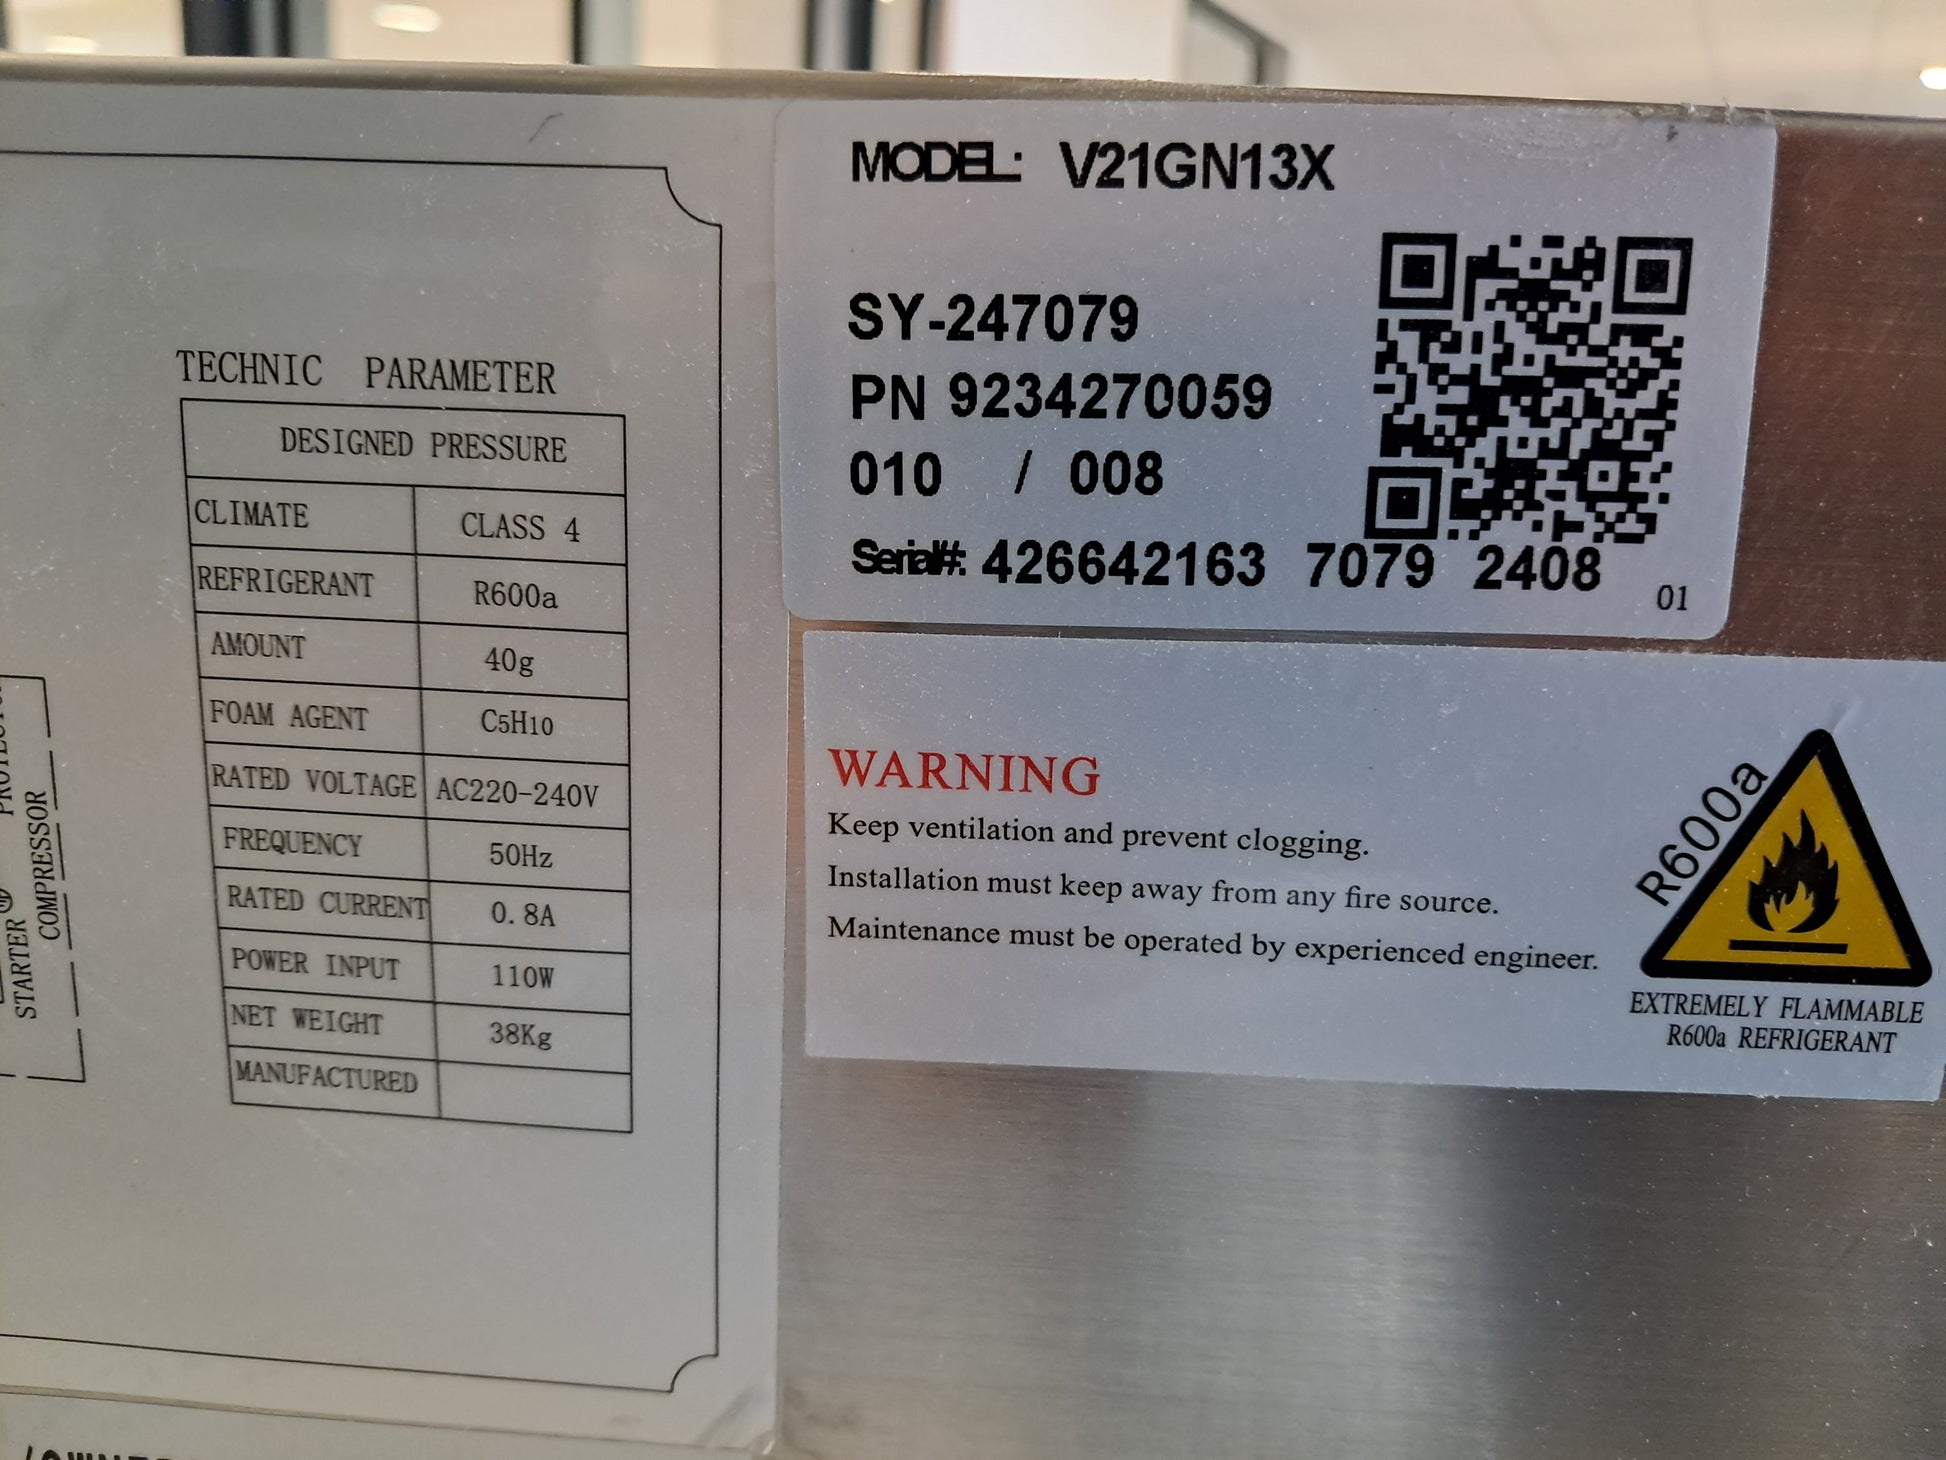 TECHNIC PARAMETER
DESIGNED PRESSURE
CLIMATE CLASS 4
REFRIGERANT R600a
AMOUNT 40g
FOAM AGENT C5H10
RATED VOLTAGE AC220-240V
FREQUENCY 50Hz
RATED CURRENT 0.8A
POWER INPUT 110W
NET WEIGHT 38Kg
MANUFACTURED
STARTER
COMPRESSOR
MODEL: V21GN13X
SY-247079
PN 9234270059
010 / 008
Serial#: 426642163 7079 2408
01
WARNING
Keep ventilation and prevent clogging.
Installation must keep away from any fire source.
Maintenance must be operated by experienced engineer.
R600a
EXTREMELY FLAMMABLE
R600a REFRIGERANT